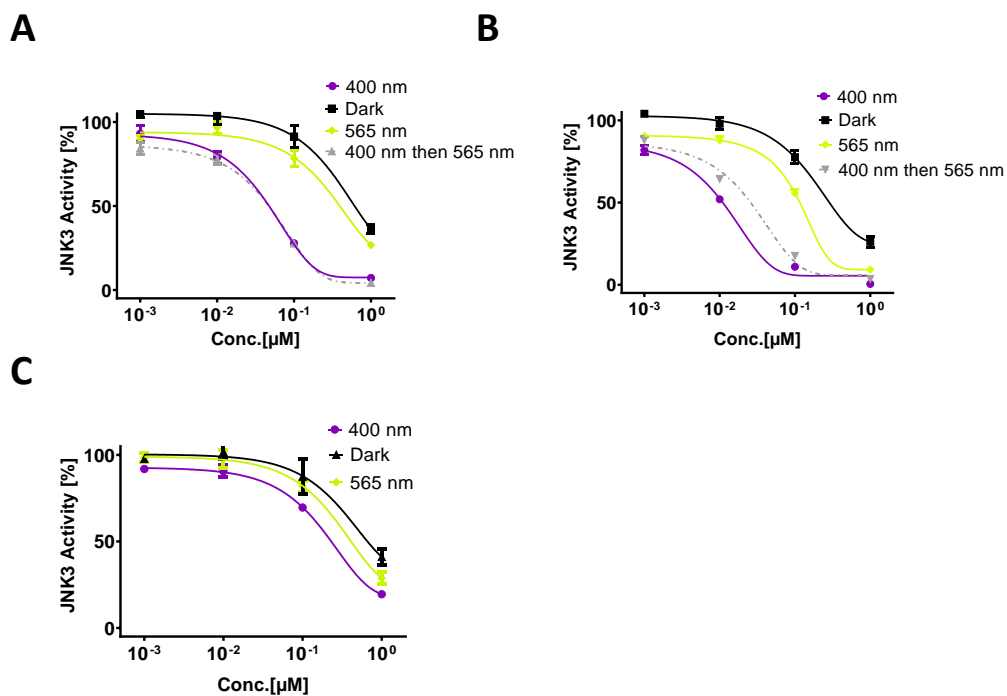 A
JNK3 Activity [%]
100
50
0
10⁻³ 10⁻² 10⁻¹ 10⁰
Conc.[µM]
400 nm
Dark
565 nm
400 nm then 565 nm
B
JNK3 Activity [%]
100
50
0
10⁻³ 10⁻² 10⁻¹ 10⁰
Conc.[µM]
400 nm
Dark
565 nm
400 nm then 565 nm
C
JNK3 Activity [%]
100
50
0
10⁻³ 10⁻² 10⁻¹ 10⁰
Conc.[µM]
400 nm
Dark
565 nm